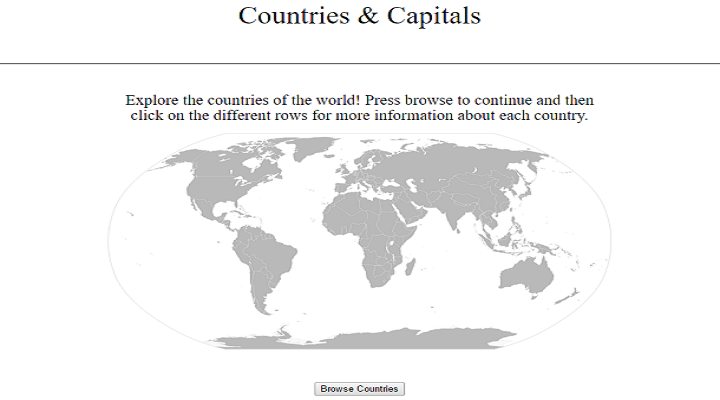 Countries & Capitals
Explore the countries of the world! Press browse to continue and then
click on the different rows for more information about each country.
Browse Countries